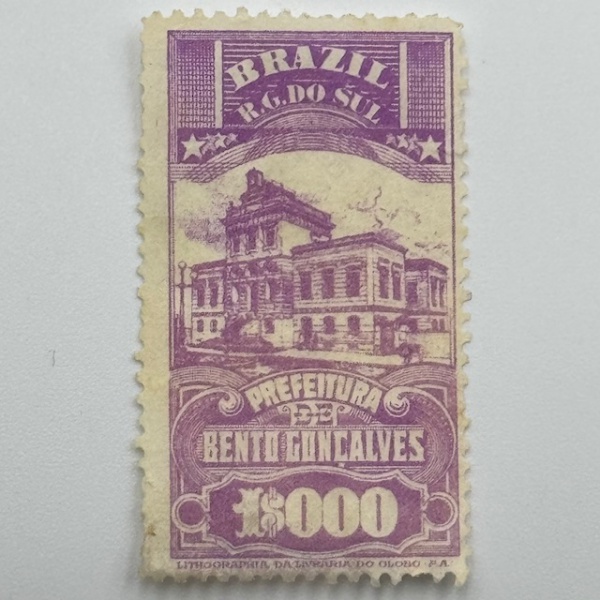 BRAZIL
R.G. DO SUL
PREFEITURA
DE
BENTO GONÇALVES
1$000
LITHOGRAPHIA DA LIVRARIA DO GLOBO - P.A.